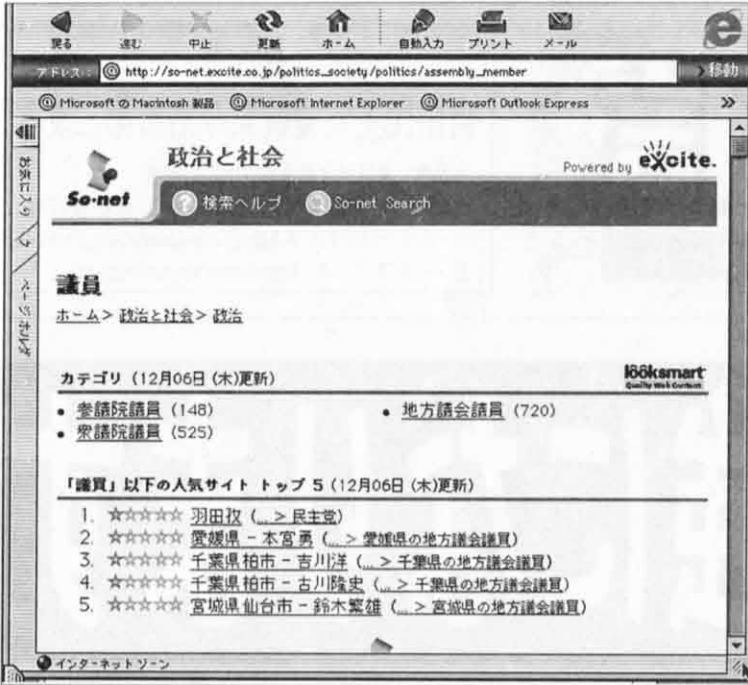 戻る 進む 中止 更新 ホーム 自動入力 プリント メール
アドレス: @ http://so-net.excite.co.jp/politics_society/politics/assembly_member > 移動
@ Microsoft の Macintosh 製品 @ Microsoft Internet Explorer @ Microsoft Outlook Express »
お気に入り
ページ ホルダ
政治と社会
Powered by excite.
So-net
? 検索ヘルプ So-net Search
議員
ホーム> 政治と社会> 政治
カテゴリ (12月06日 (木)更新)
looksmart
Quality Web Content
• 参議院議員 (148) • 地方議会議員 (720)
• 衆議院議員 (525)
「議員」以下の人気サイト トップ 5 (12月06日 (木)更新)
1. ☆☆☆☆☆ 羽田孜 (... > 民主党)
2. ☆☆☆☆☆ 愛媛県 - 本宮勇 (... > 愛媛県の地方議会議員)
3. ☆☆☆☆☆ 千葉県柏市 - 吉川洋 (... > 千葉県の地方議会議員)
4. ☆☆☆☆☆ 千葉県柏市 - 古川隆史 (... > 千葉県の地方議会議員)
5. ☆☆☆☆☆ 宮城県仙台市 - 鈴木繁雄 (... > 宮城県の地方議会議員)
インターネット ゾーン